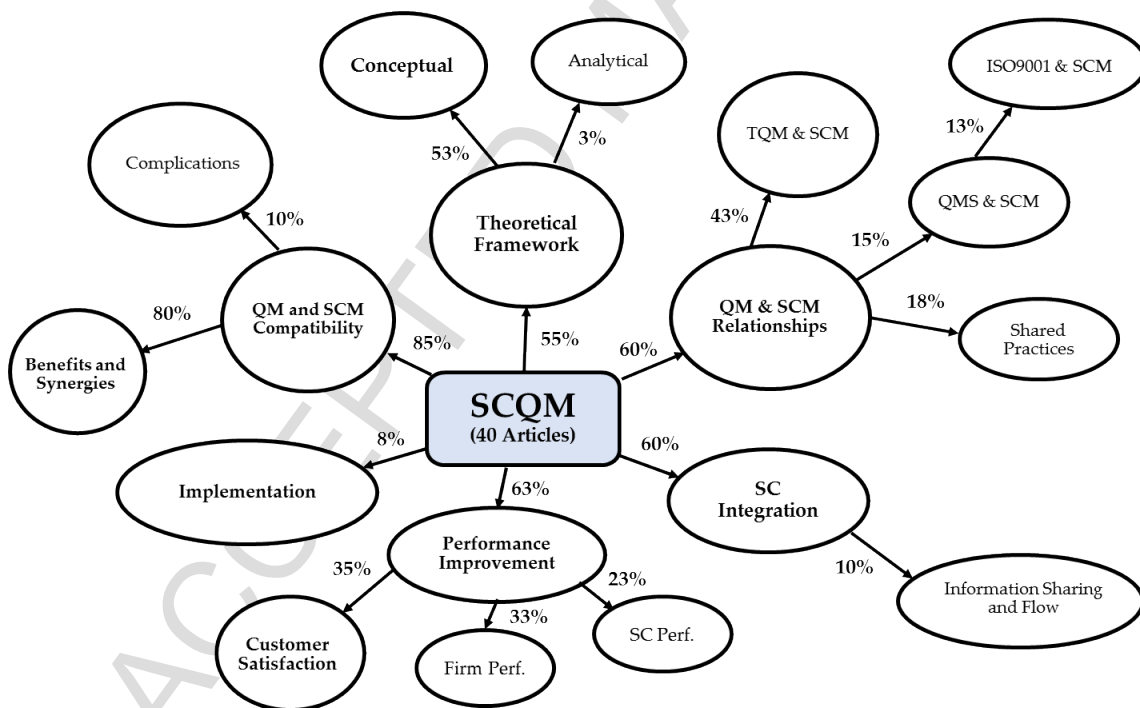 Conceptual
Analytical
ISO9001 & SCM
53%
3%
13%
TQM & SCM
Complications
10%
Theoretical
Framework
43%
QMS & SCM
15%
QM and SCM
Compatibility
80%
85%
55%
60%
QM & SCM
Relationships
18%
Shared
Practices
Benefits and
Synergies
SCQM
(40 Articles)
8%
60%
Implementation
63%
SC
Integration
Performance
Improvement
35%
33%
23%
10%
Information Sharing
and Flow
Customer
Satisfaction
Firm Perf.
SC Perf.
ACCEPTED